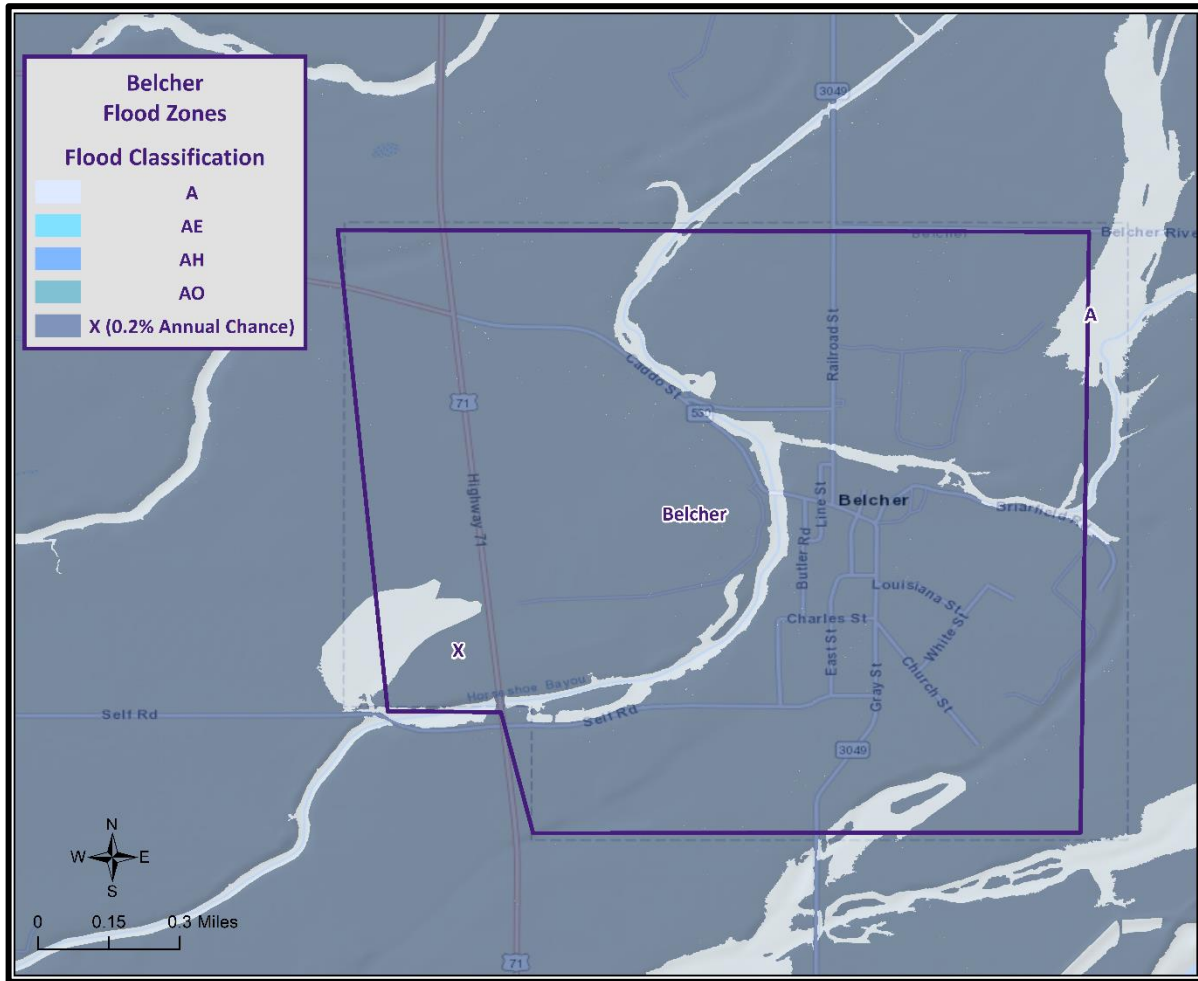 Belcher
Flood Zones
Flood Classification
A
AE
AH
AO
X (0.2% Annual Chance)
3049
Belcher
Belcher River
A
Railroad St
Caddo St
71
530
Highway 71
Line St
Belcher
Belcher
Briarfield
Butler Rd
Louisiana St
White St
Charles St
X
East St
Church St
Gray St
Horseshoe Bayou
Self Rd
Self Rd
3049
N
W
E
S
0
0.15
0.3 Miles
71